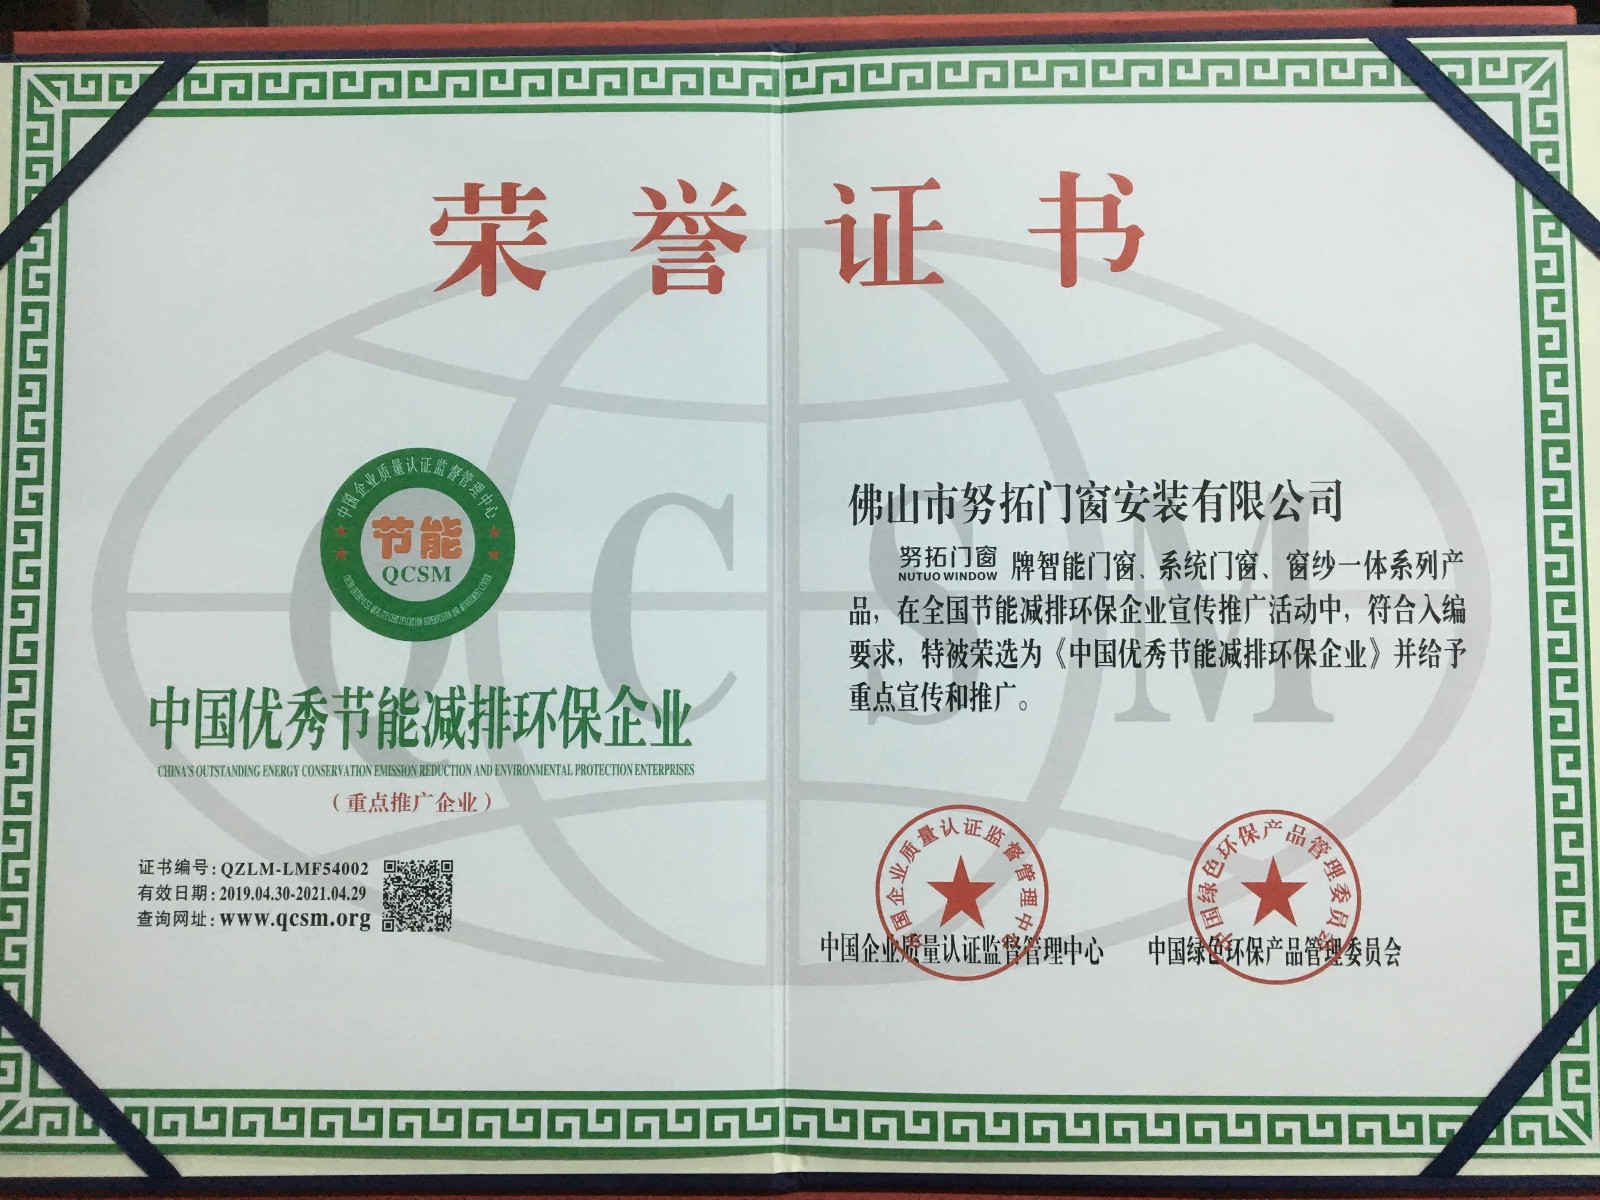 荣誉证书
中国企业质量认证监督管理中心
节能
QCSM
中国优秀节能减排环保企业
CHINA'S OUTSTANDING ENERGY CONSERVATION EMISSION REDUCTION AND ENVIRONMENTAL PROTECTION ENTERPRISES
（重点推广企业）
证书编号：QZLM-LMF54002
有效日期：2019.04.30-2021.04.29
查询网址：www.qcsm.org
QCSM
佛山市努拓门窗安装有限公司
努拓门窗 牌智能门窗、系统门窗、窗纱一体系列产
NUTUO WINDOW
品，在全国节能减排环保企业宣传推广活动中，符合入编
要求，特被荣选为《中国优秀节能减排环保企业》并给予
重点宣传和推广。
中国企业质量认证监督管理中心
中国绿色环保产品管理委员会
中国企业质量认证监督管理中心
中国绿色环保产品管理委员会